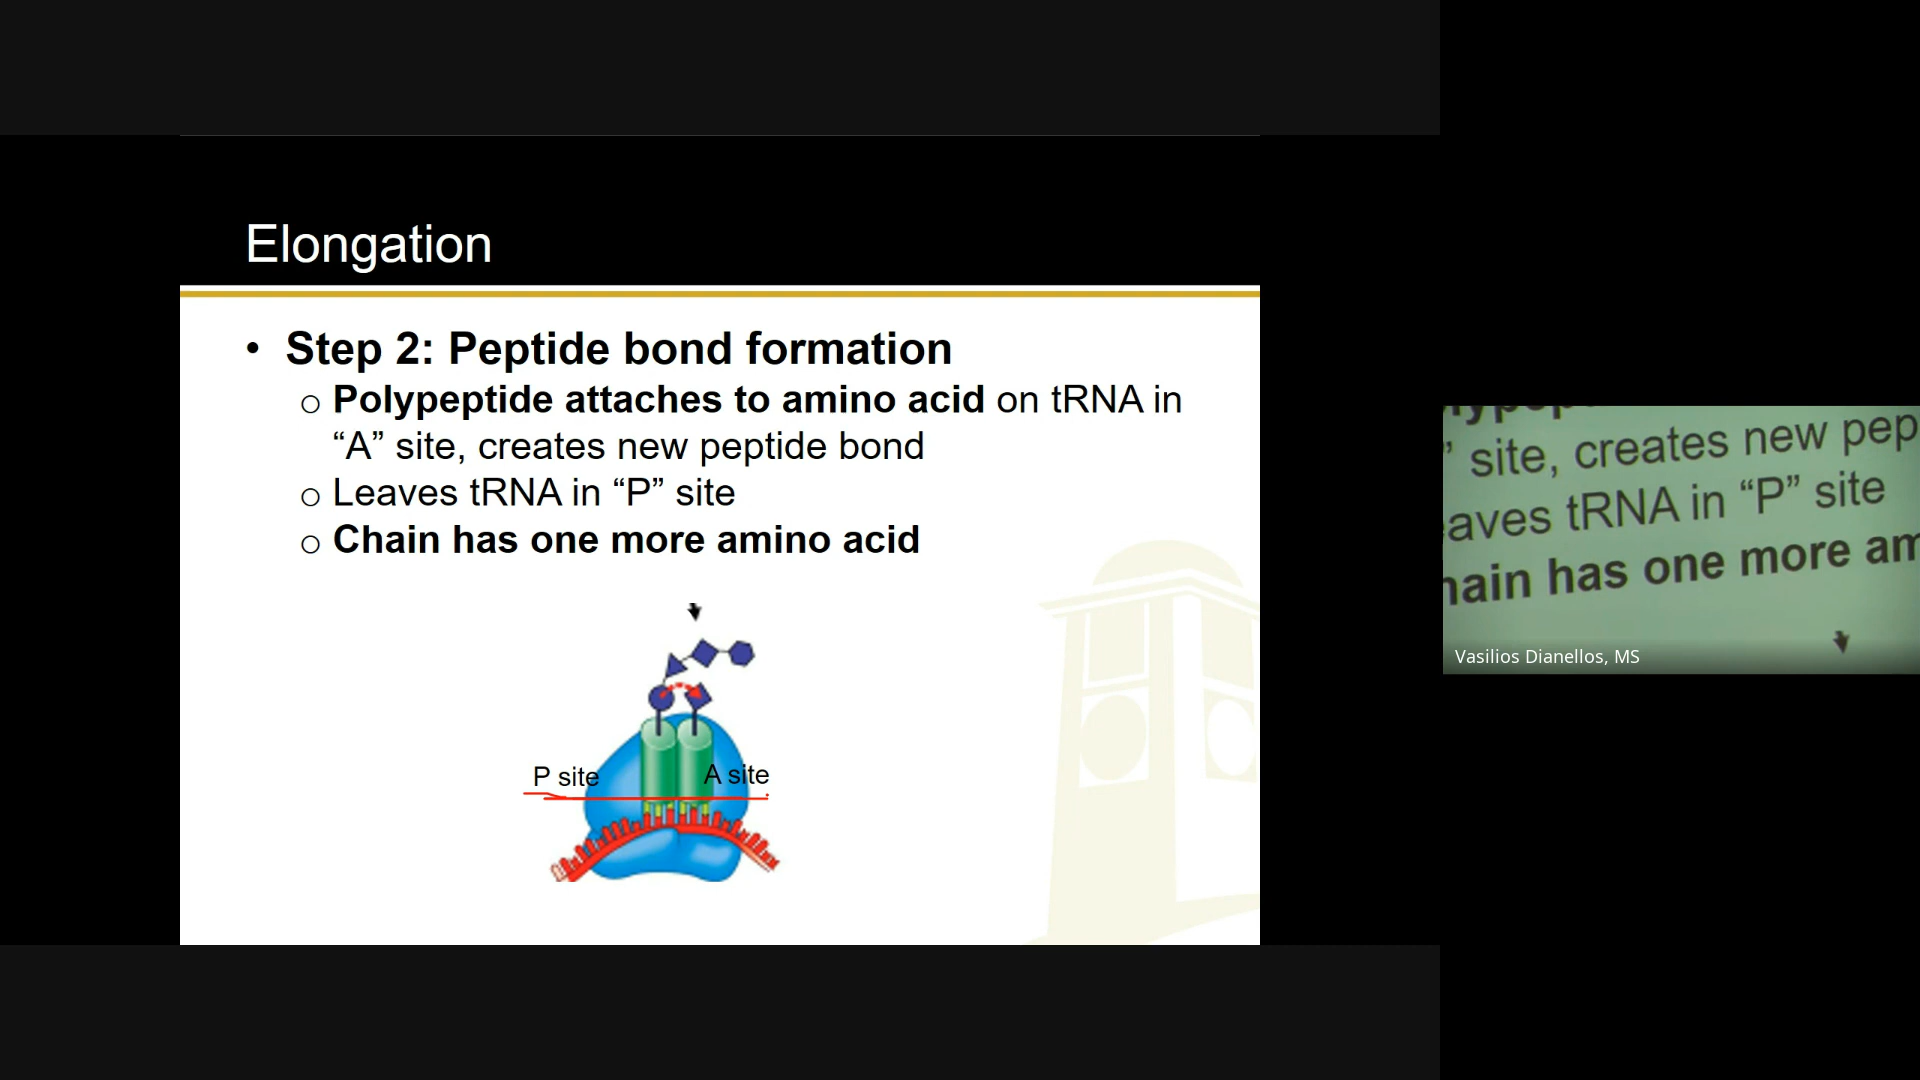 Elongation
• Step 2: Peptide bond formation
o Polypeptide attaches to amino acid on tRNA in
“A” site, creates new peptide bond
o Leaves tRNA in “P” site
o Chain has one more amino acid
P site
A site
” site, creates new pep
eaves tRNA in “P” site
hain has one more am
Vasilios Dianellos, MS